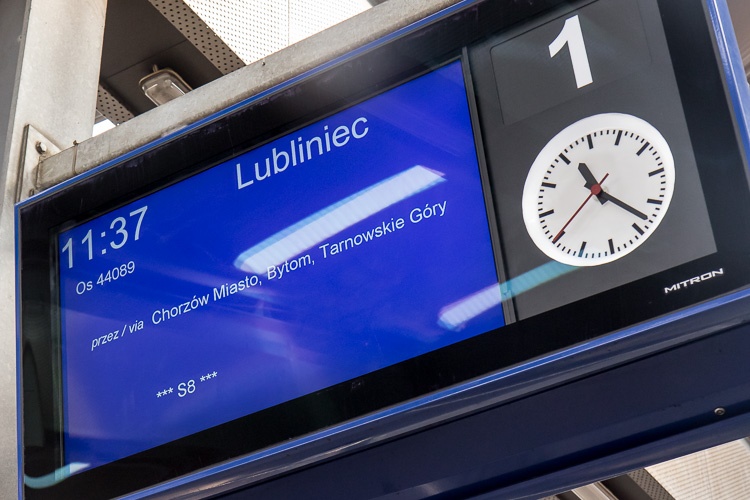 1
Lubliniec
11:37
Os 44089
przez / via Chorzów Miasto, Bytom, Tarnowskie Góry
*** S8 ***
MITRON